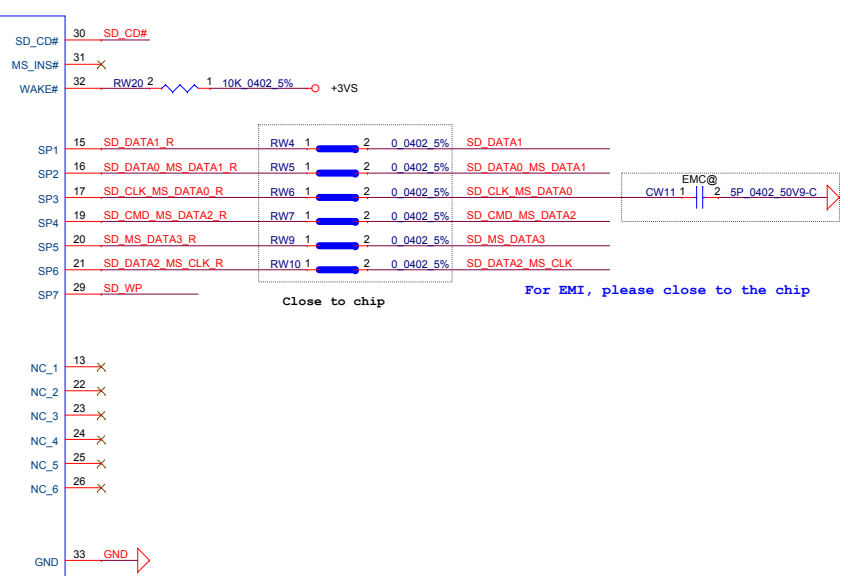 SD_CD# 30 SD_CD#
MS_INS# 31
WAKE# 32 RW20 2 1 10K_0402_5% +3VS
SP1 15 SD_DATA1_R RW4 1 2 0_0402_5% SD_DATA1
SP2 16 SD_DATA0_MS_DATA1_R RW5 1 2 0_0402_5% SD_DATA0_MS_DATA1
EMC@
SP3 17 SD_CLK_MS_DATA0_R RW6 1 2 0_0402_5% SD_CLK_MS_DATA0 CW11 1 2 5P_0402_50V9-C
SP4 19 SD_CMD_MS_DATA2_R RW7 1 2 0_0402_5% SD_CMD_MS_DATA2
SP5 20 SD_MS_DATA3_R RW9 1 2 0_0402_5% SD_MS_DATA3
SP6 21 SD_DATA2_MS_CLK_R RW10 1 2 0_0402_5% SD_DATA2_MS_CLK
SP7 29 SD_WP
Close to chip
For EMI, please close to the chip
NC_1 13
NC_2 22
NC_3 23
NC_4 24
NC_5 25
NC_6 26
GND 33 GND